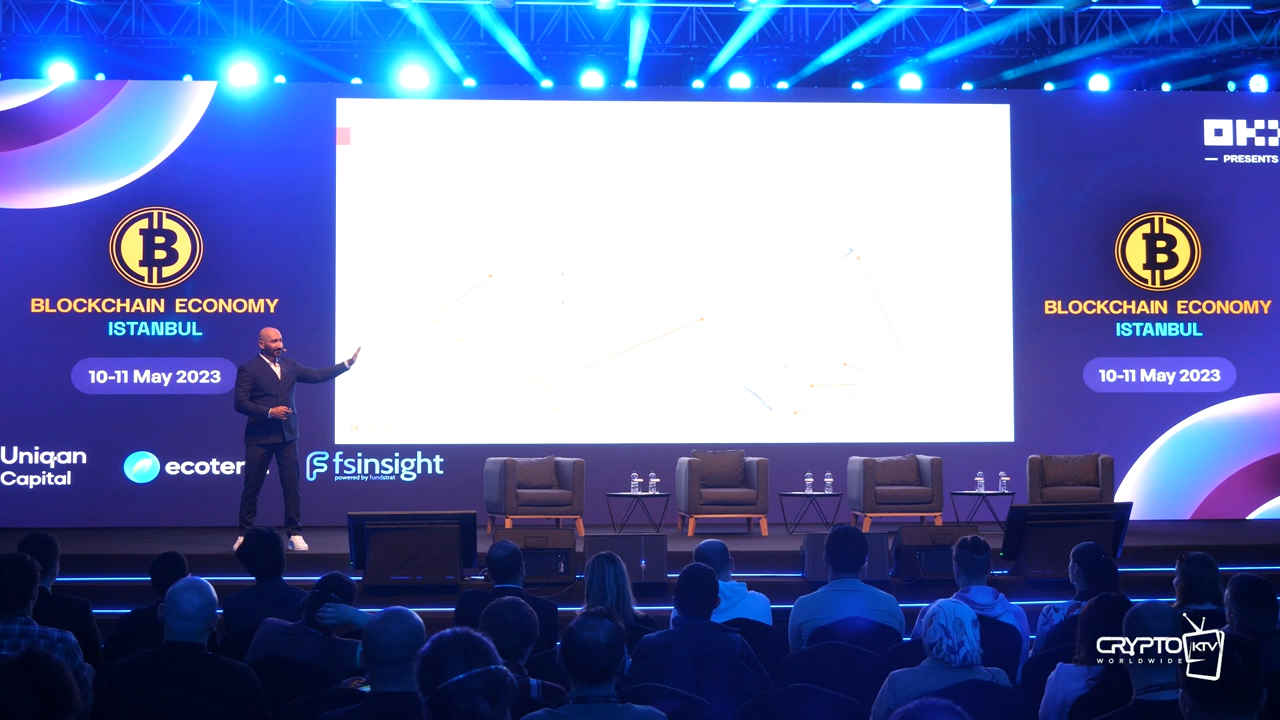 OKX
PRESENTS
BLOCKCHAIN ECONOMY
ISTANBUL
10-11 May 2023
BLOCKCHAIN ECONOMY
ISTANBUL
10-11 May 2023
Uniqan
Capital
ecoter
fsinsight
powered by fundstrat
CRYPTO KTV
WORLDWIDE